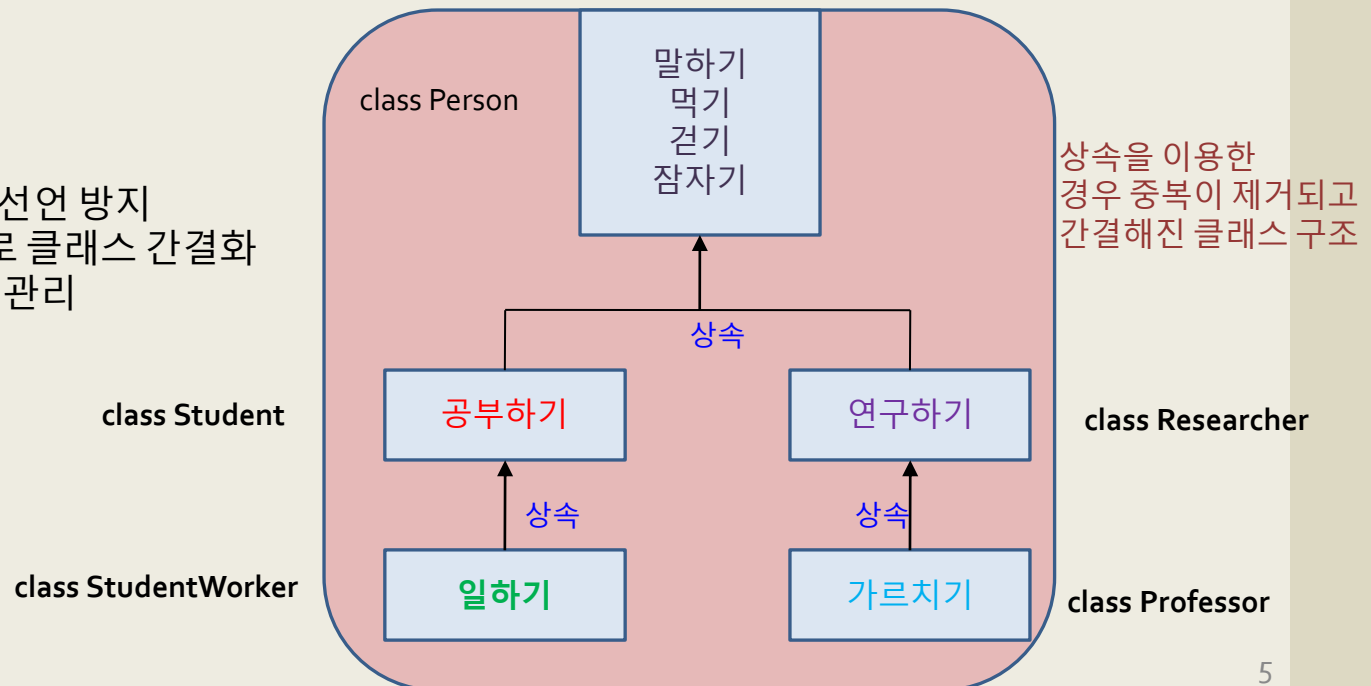 class Person
말하기
먹기
걷기
잠자기
선언 방지
로 클래스 간결화
관리
상속을 이용한
경우 중복이 제거되고
간결해진 클래스 구조
상속
class Student
공부하기
연구하기
class Researcher
상속
상속
class StudentWorker
일하기
가르치기
class Professor
5